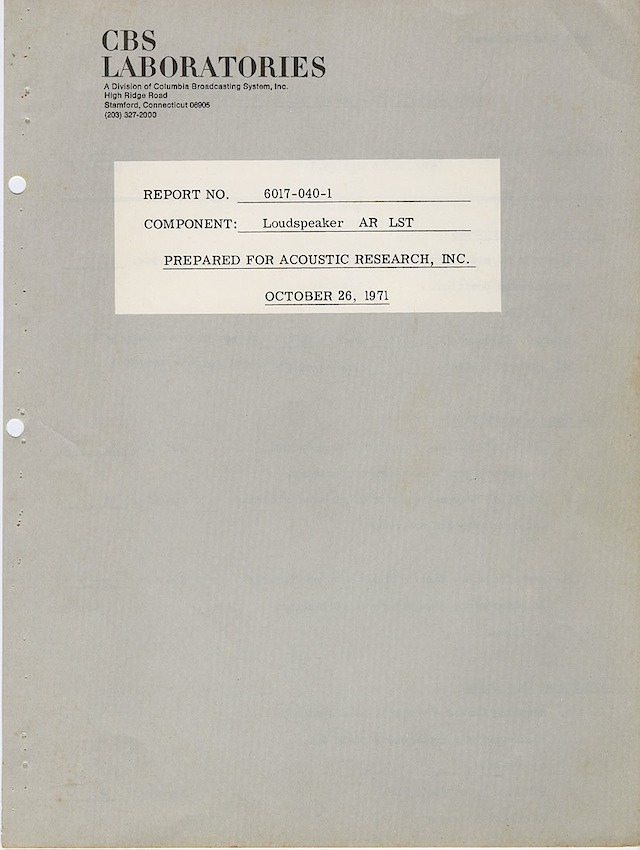 CBS
LABORATORIES
A Division of Columbia Broadcasting System, Inc.
High Ridge Road
Stamford, Connecticut 06905
(203) 327-2000
REPORT NO. 6017-040-1
COMPONENT: Loudspeaker AR LST
PREPARED FOR ACOUSTIC RESEARCH, INC.
OCTOBER 26, 1971